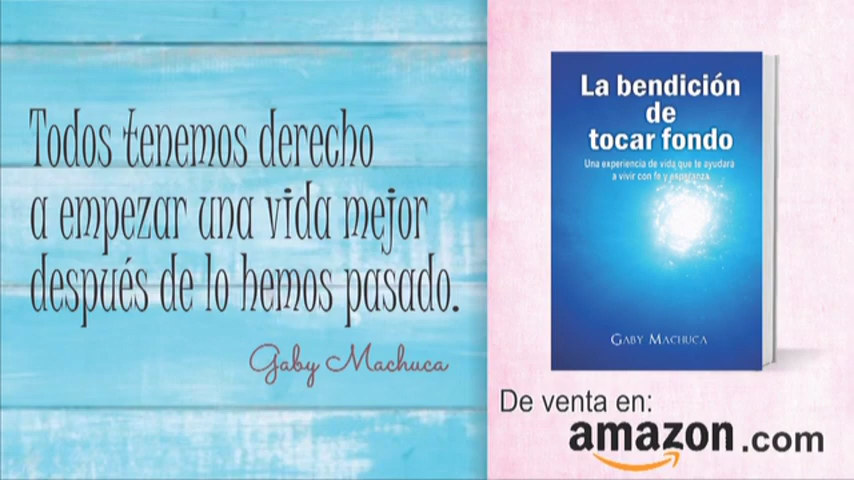 Todos tenemos derecho
a empezar una vida mejor
después de lo hemos pasado.
Gaby Machuca
La bendición
de
tocar fondo
Una experiencia de vida que te ayudará
a vivir con fe y esperanza
GABY MACHUCA
De venta en:
amazon.com